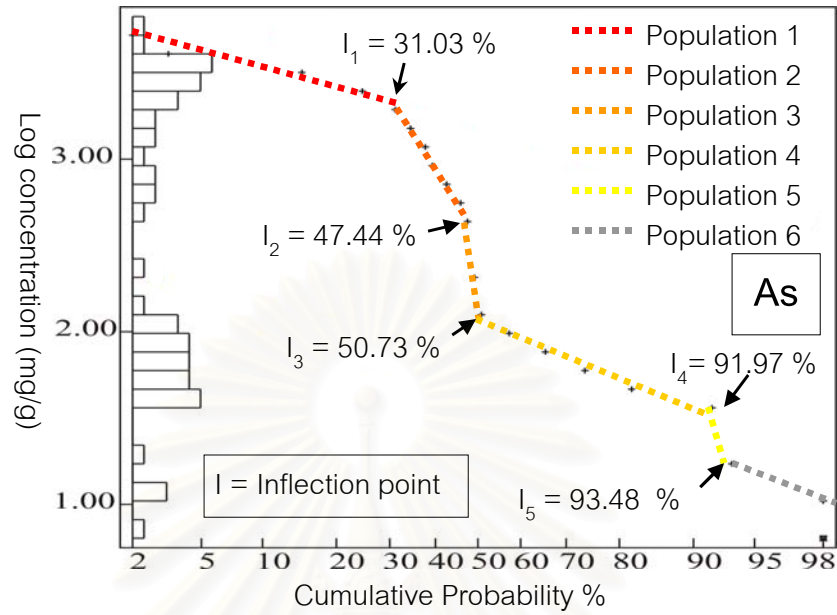 I₁ = 31.03 %
Population 1
Population 2
Population 3
Population 4
Population 5
Population 6
3.00
I₂ = 47.44 %
As
2.00
I₃ = 50.73 %
I₄ = 91.97 %
I = Inflection point
I₅ = 93.48 %
1.00
Log concentration (mg/g)
2 5 10 20 30 40 50 60 70 80 90 95 98
Cumulative Probability %